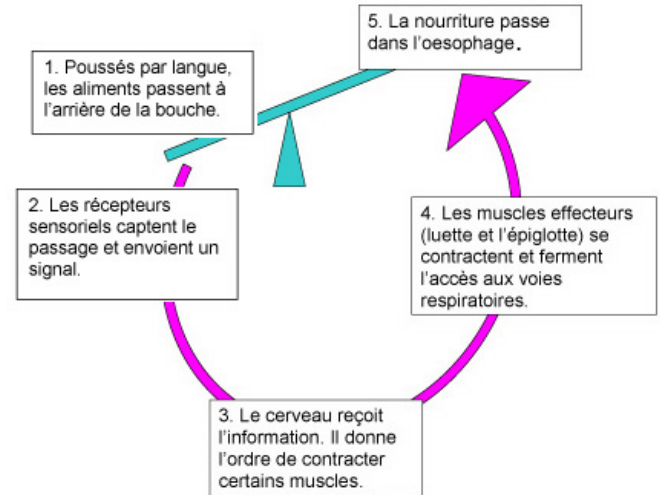 1. Poussés par langue,
les aliments passent à
l'arrière de la bouche.
2. Les récepteurs
sensoriels captent le
passage et envoient un
signal.
3. Le cerveau reçoit
l'information. Il donne
l'ordre de contracter
certains muscles.
4. Les muscles effecteurs
(luette et l'épiglotte) se
contractent et ferment
l'accès aux voies
respiratoires.
5. La nourriture passe
dans l'oesophage.